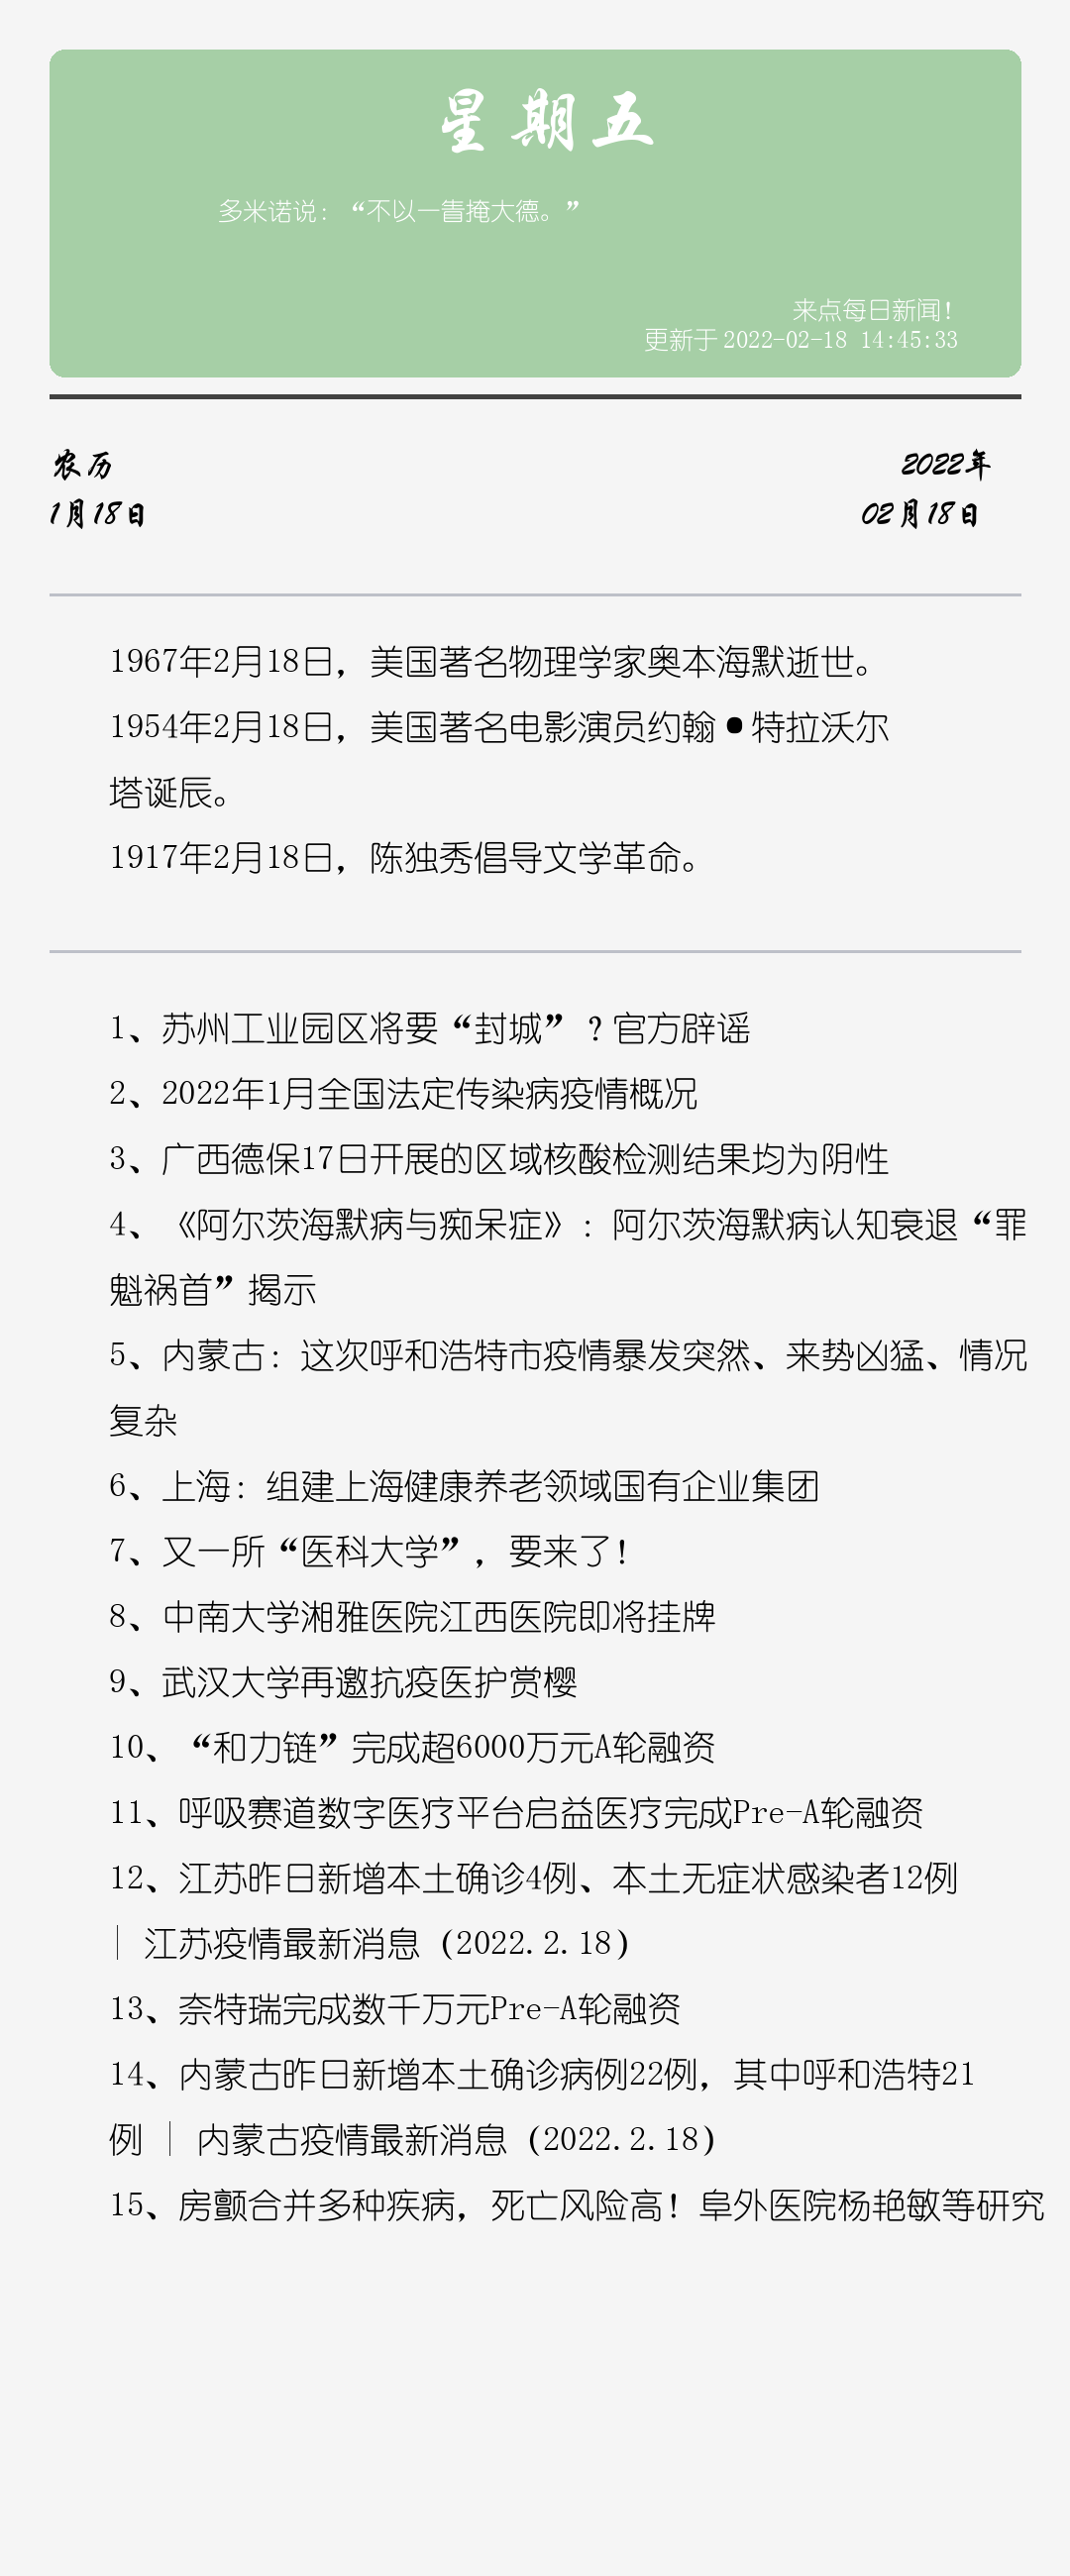 星期五
多米诺说：“不以一眚掩大德。”
来点每日新闻！
更新于 2022-02-18 14:45:33
农历
1月18日
2022年
02月18日
1967年2月18日，美国著名物理学家奥本海默逝世。
1954年2月18日，美国著名电影演员约翰•特拉沃尔
塔诞辰。
1917年2月18日，陈独秀倡导文学革命。
1、苏州工业园区将要“封城”？官方辟谣
2、2022年1月全国法定传染病疫情概况
3、广西德保17日开展的区域核酸检测结果均为阴性
4、《阿尔茨海默病与痴呆症》：阿尔茨海默病认知衰退“罪
魁祸首”揭示
5、内蒙古：这次呼和浩特市疫情暴发突然、来势凶猛、情况
复杂
6、上海：组建上海健康养老领域国有企业集团
7、又一所“医科大学”，要来了！
8、中南大学湘雅医院江西医院即将挂牌
9、武汉大学再邀抗疫医护赏樱
10、“和力链”完成超6000万元A轮融资
11、呼吸赛道数字医疗平台启益医疗完成Pre-A轮融资
12、江苏昨日新增本土确诊4例、本土无症状感染者12例
| 江苏疫情最新消息（2022.2.18）
13、奈特瑞完成数千万元Pre-A轮融资
14、内蒙古昨日新增本土确诊病例22例，其中呼和浩特21
例 | 内蒙古疫情最新消息（2022.2.18）
15、房颤合并多种疾病，死亡风险高！阜外医院杨艳敏等研究